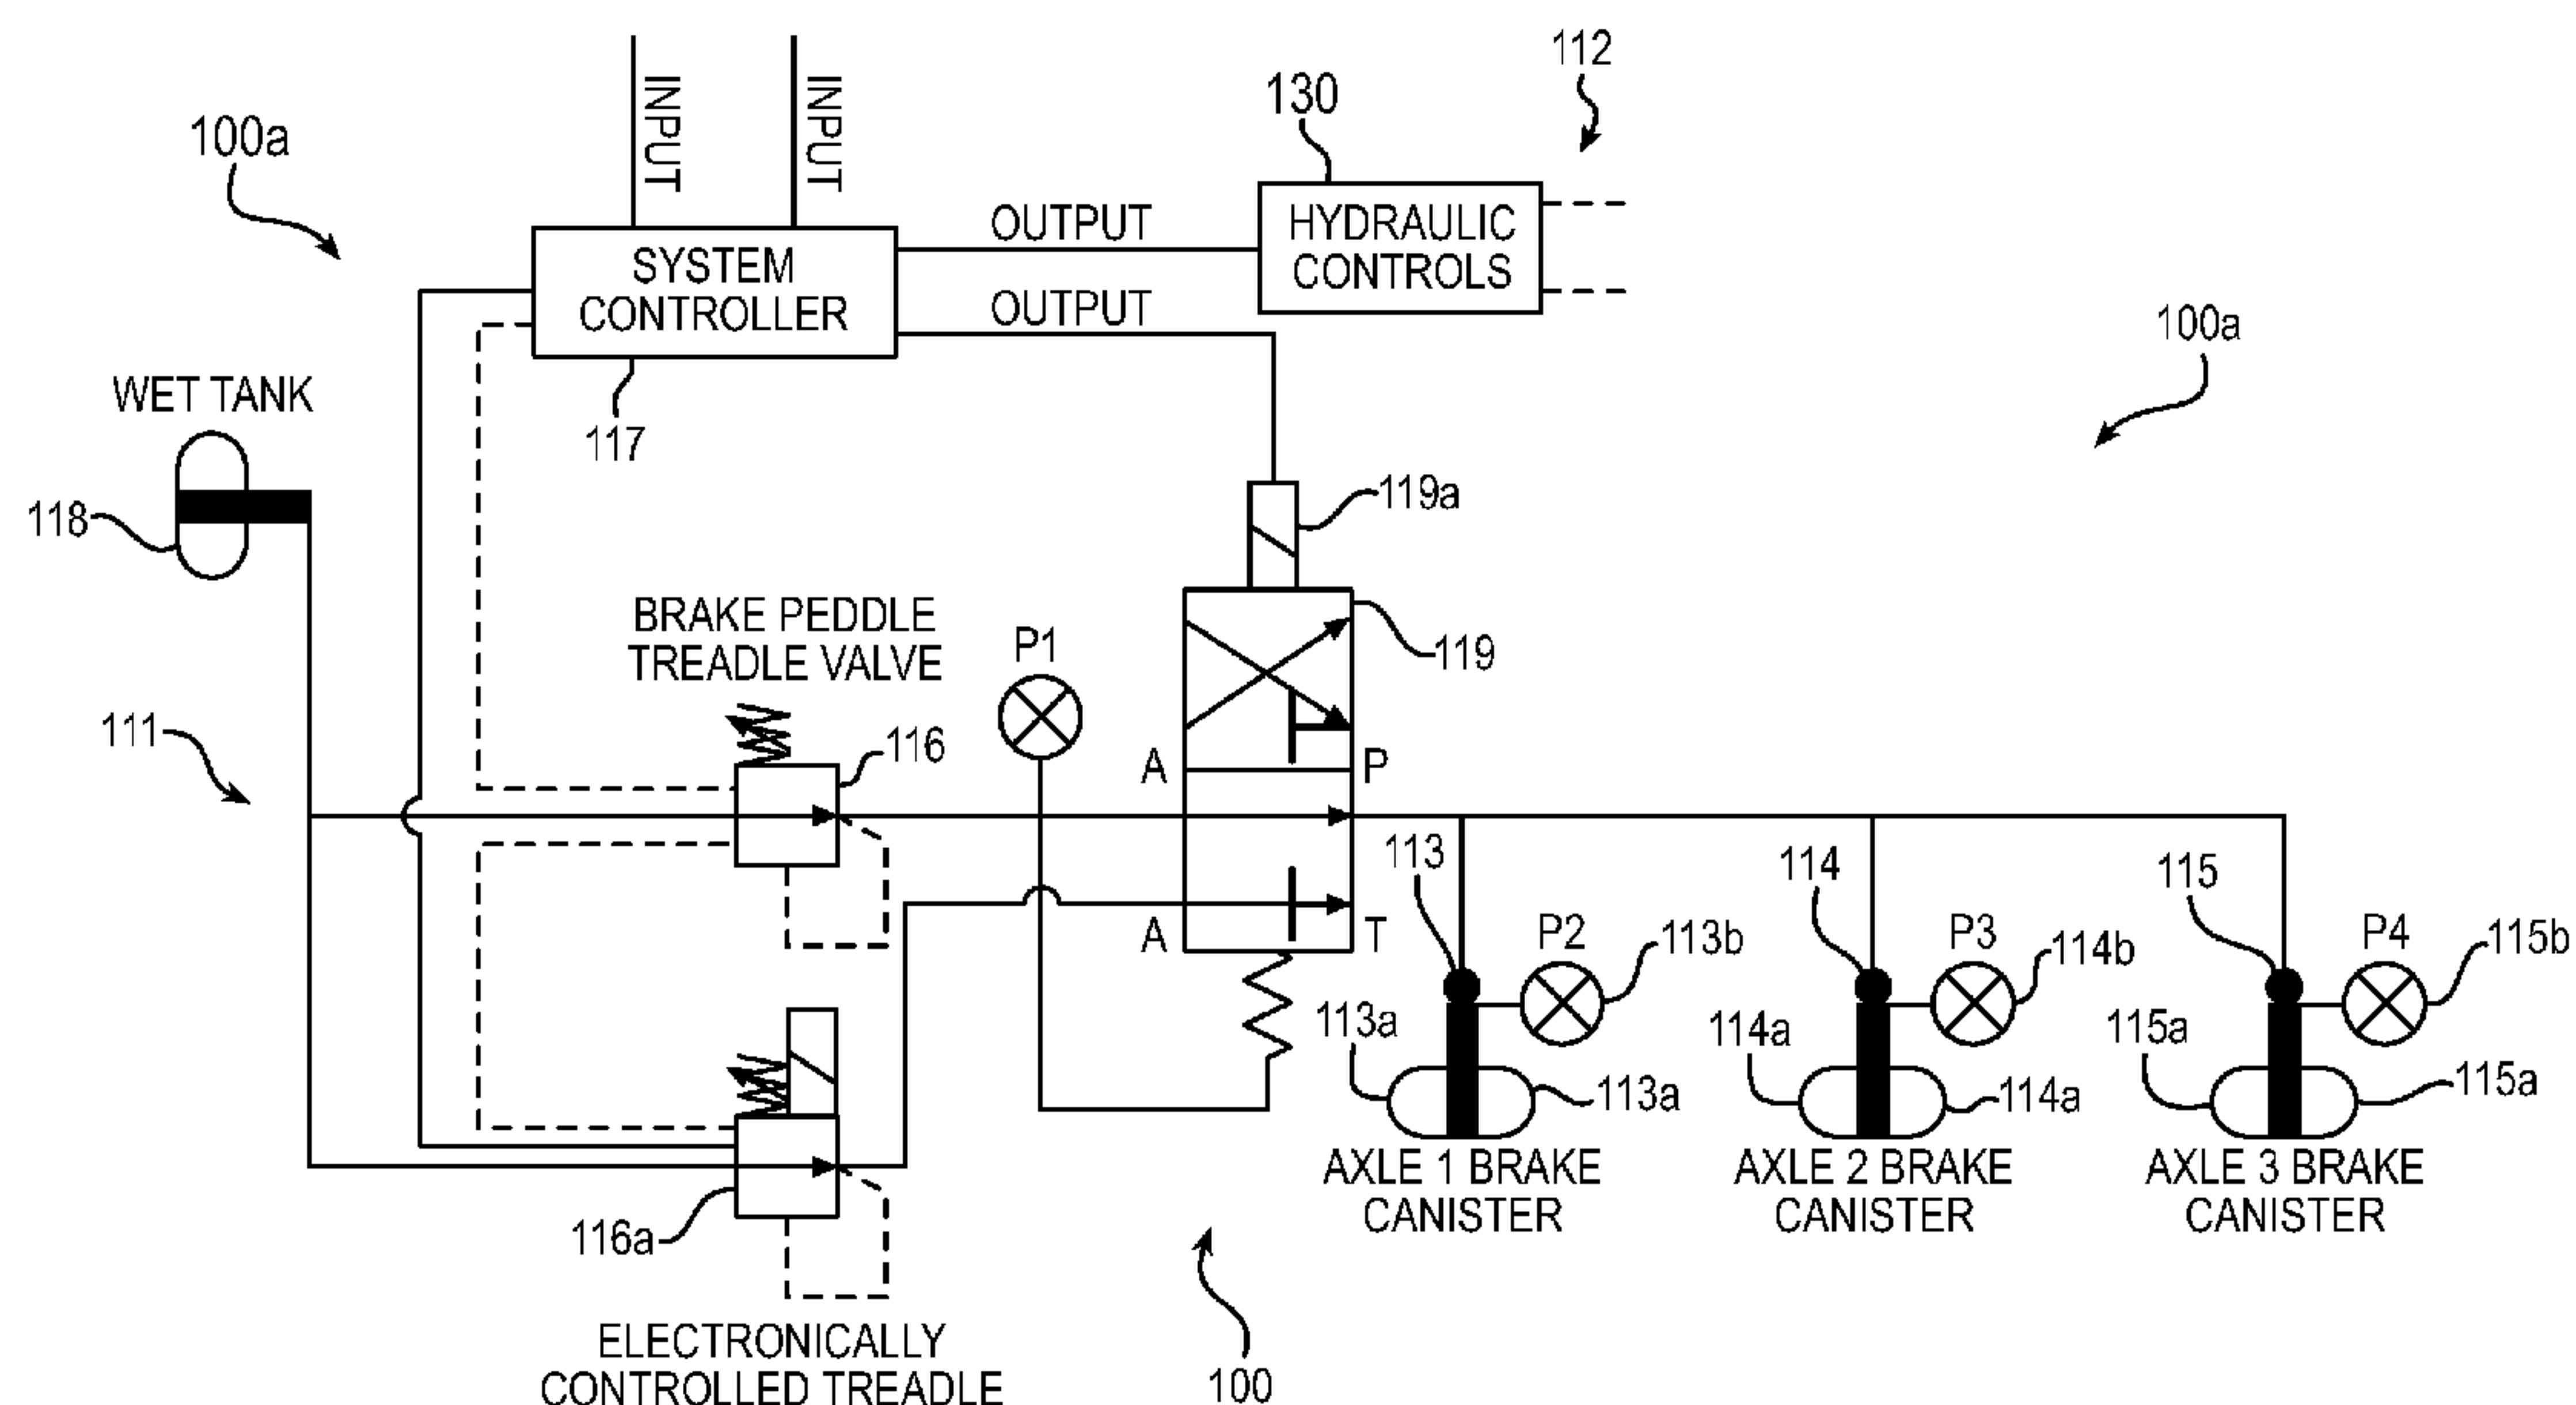 112
130
100a
INPUT
INPUT
OUTPUT
HYDRAULIC
CONTROLS
SYSTEM
CONTROLLER
OUTPUT
100a
WET TANK
117
118
119a
BRAKE PEDDLE
TREADLE VALVE
P1
119
111
116
A
P
113
114
115
A
T
P2
113b
P3
114b
P4
115b
113a
114a
115a
113a
114a
115a
AXLE 1 BRAKE
CANISTER
AXLE 2 BRAKE
CANISTER
AXLE 3 BRAKE
CANISTER
116a
ELECTRONICALLY
CONTROLLED TREADLE
100